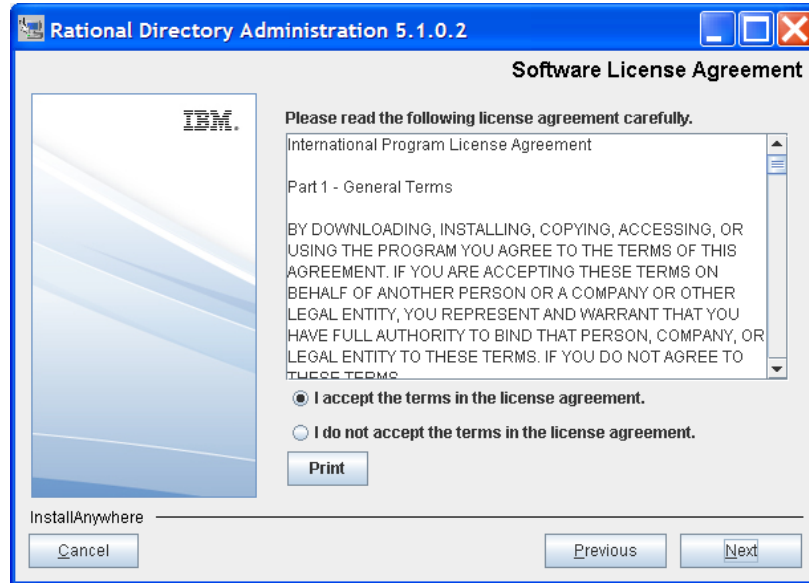 Rational Directory Administration 5.1.0.2
Software License Agreement
IBM.
Please read the following license agreement carefully.
International Program License Agreement
Part 1 - General Terms
BY DOWNLOADING, INSTALLING, COPYING, ACCESSING, OR
USING THE PROGRAM YOU AGREE TO THE TERMS OF THIS
AGREEMENT. IF YOU ARE ACCEPTING THESE TERMS ON
BEHALF OF ANOTHER PERSON OR A COMPANY OR OTHER
LEGAL ENTITY, YOU REPRESENT AND WARRANT THAT YOU
HAVE FULL AUTHORITY TO BIND THAT PERSON, COMPANY, OR
LEGAL ENTITY TO THESE TERMS. IF YOU DO NOT AGREE TO
THESE TERMS
I accept the terms in the license agreement.
I do not accept the terms in the license agreement.
Print
InstallAnywhere
Cancel
Previous
Next